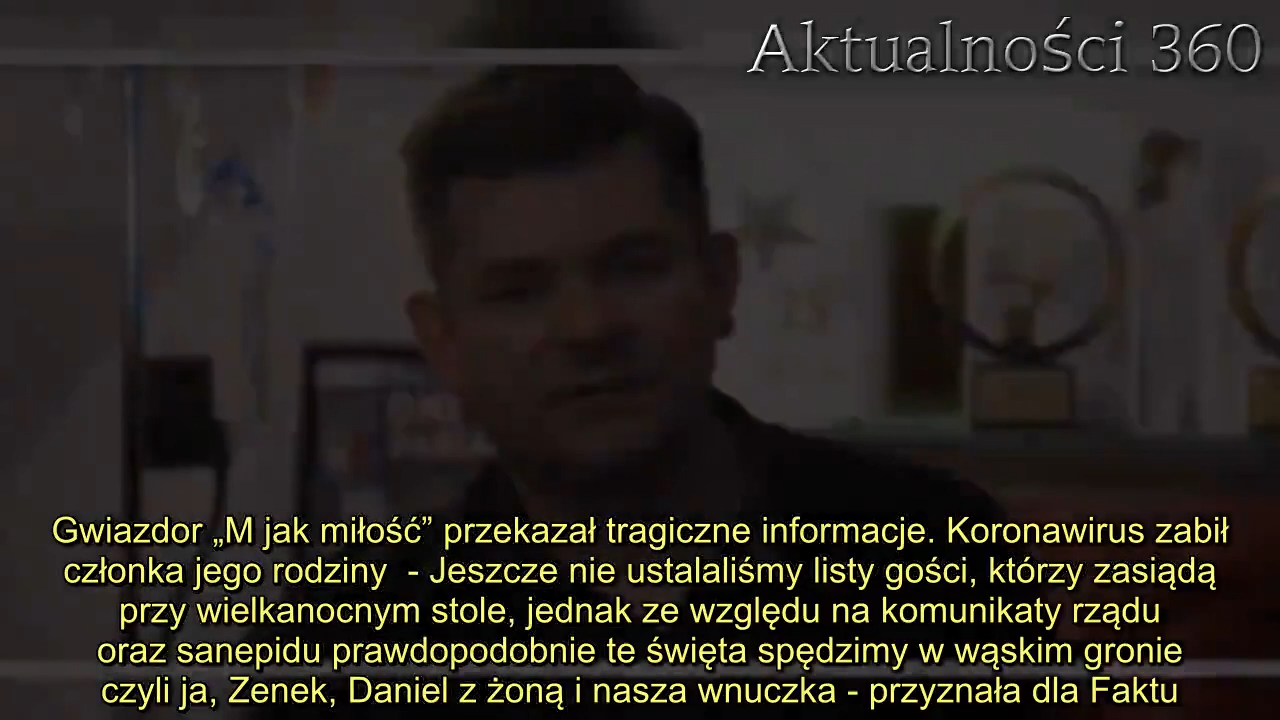 Aktualności 360
Gwiazdor „M jak miłość” przekazał tragiczne informacje. Koronawirus zabił
członka jego rodziny  - Jeszcze nie ustalaliśmy listy gości, którzy zasiądą
przy wielkanocnym stole, jednak ze względu na komunikaty rządu
oraz sanepidu prawdopodobnie te święta spędzimy w wąskim gronie
czyli ja, Zenek, Daniel z żoną i nasza wnuczka - przyznała dla Faktu